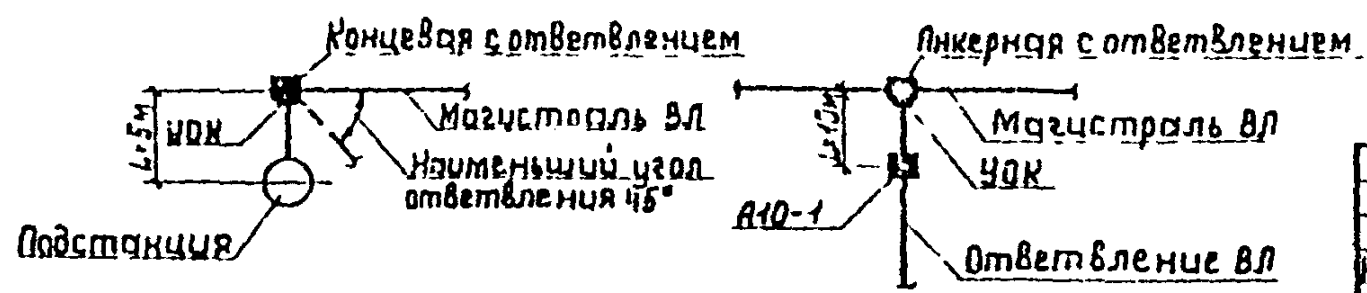 Концевая с ответвлением
L=5м
УОК
Магистраль ВЛ
Наименьший угол
ответвления 45°
Подстанция
Анкерная с ответвлением
Магистраль ВЛ
УОК
А10-1
Ответвление ВЛ